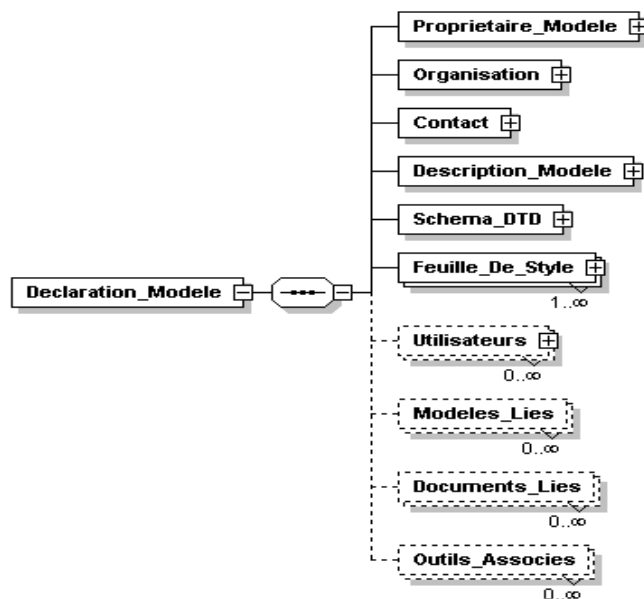 Proprietaire_Modele
Organisation
Contact
Description_Modele
Schema_DTD
Declaration_Modele
Feuille_De_Style
1..∞
Utilisateurs
0..∞
Modeles_Lies
0..∞
Documents_Lies
0..∞
Outils_Associes
0..∞